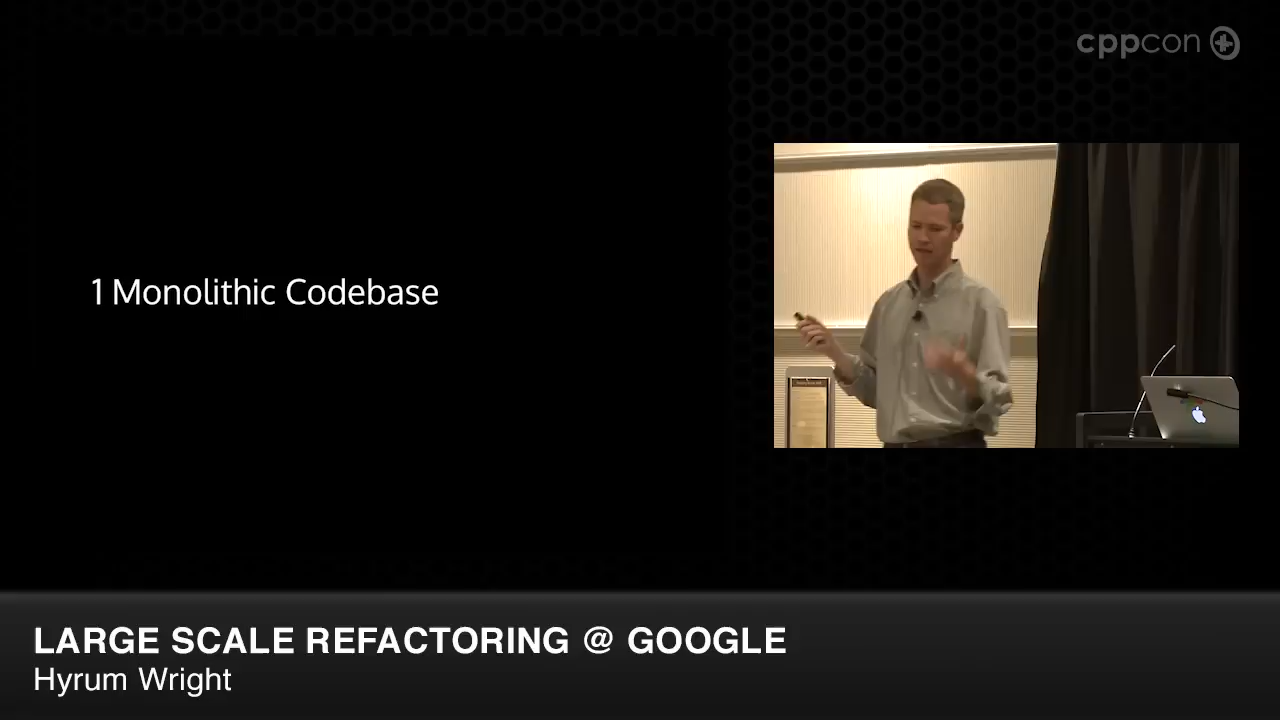 cppcon
1 Monolithic Codebase
LARGE SCALE REFACTORING @ GOOGLE
Hyrum Wright